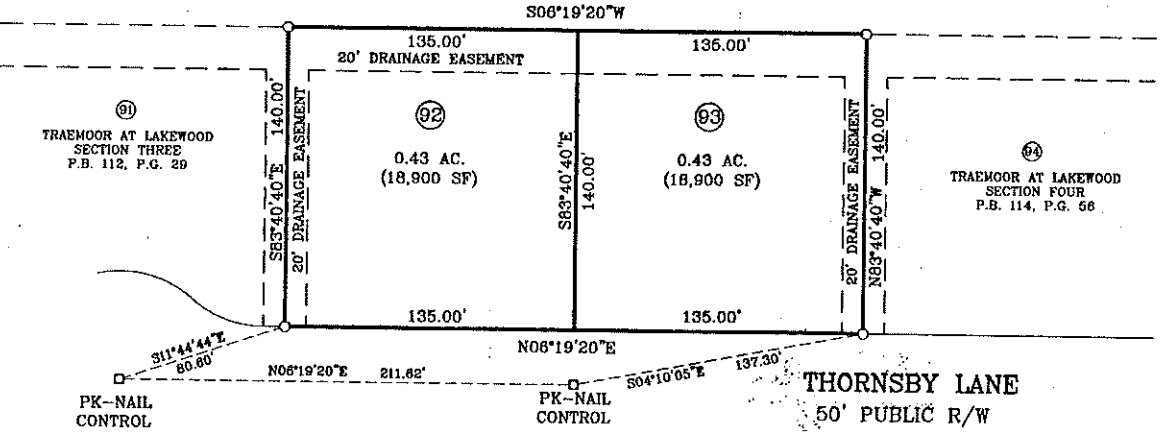 S06°19'20"W
135.00'
135.00'
20' DRAINAGE EASEMENT
91
TRAEMOOR AT LAKEWOOD
SECTION THREE
P.B. 112, P.G. 29
S83°40'40"E 140.00'
20' DRAINAGE EASEMENT
92
0.43 AC.
(18,900 SF)
S83°40'40"E
140.00'
93
0.43 AC.
(18,900 SF)
20' DRAINAGE EASEMENT
N83°40'40"W 140.00'
94
TRAEMOOR AT LAKEWOOD
SECTION FOUR
P.B. 114, P.G. 56
135.00'
135.00'
N06°19'20"E
S11°44'44"E
80.60'
N06°19'20"E 211.62'
S04°10'05"E 137.30'
PK-NAIL
CONTROL
PK-NAIL
CONTROL
THORNSBY LANE
50' PUBLIC R/W